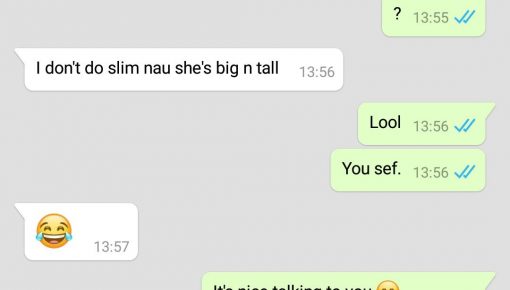 ? 13:55
I don't do slim nau she's big n tall 13:56
Lool 13:56
You sef. 13:56
😂 13:57
It's nice talking to you 😊